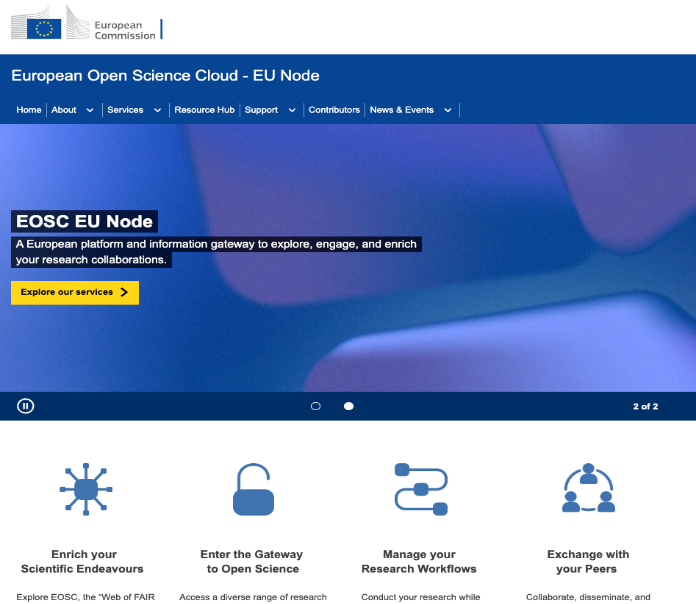 European
Commission
European Open Science Cloud - EU Node
Home About Services Resource Hub Support Contributors News & Events
EOSC EU Node
A European platform and information gateway to explore, engage, and enrich
your research collaborations.
Explore our services
2 of 2
Enrich your
Scientific Endeavours
Explore EOSC, the "Web of FAIR
Enter the Gateway
to Open Science
Access a diverse range of research
Manage your
Research Workflows
Conduct your research while
Exchange with
your Peers
Collaborate, disseminate, and